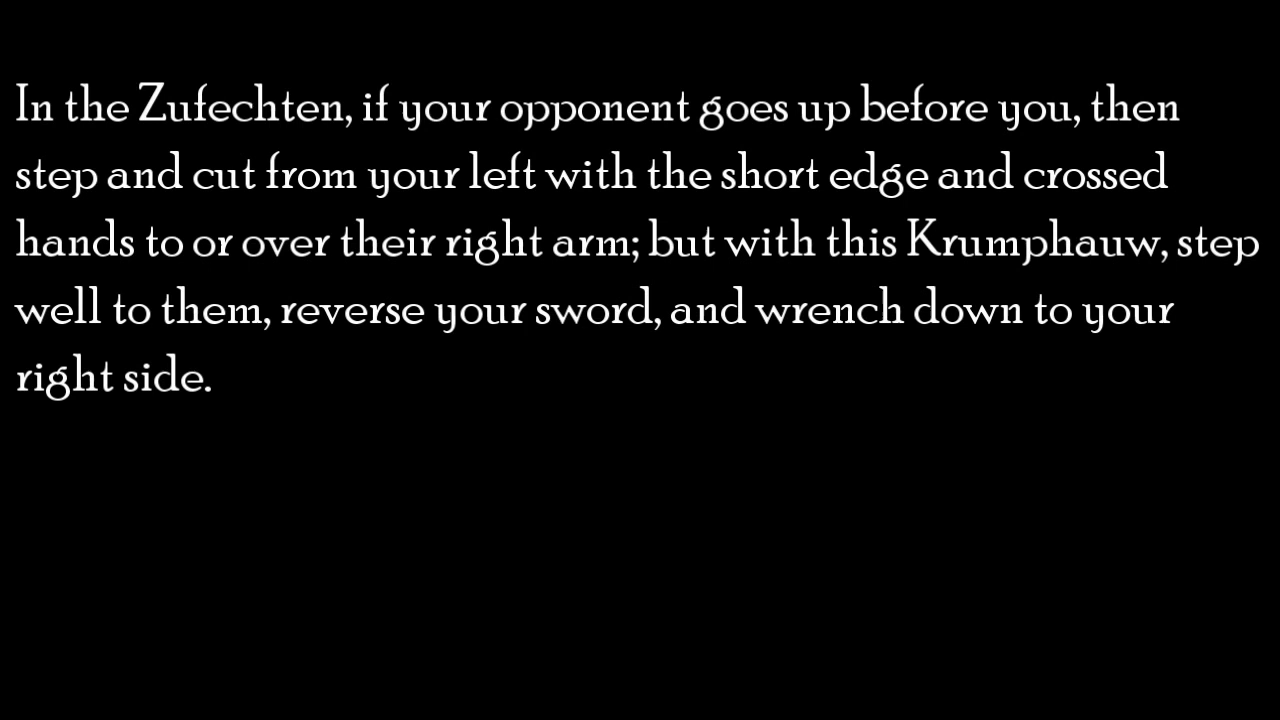 In the Zufechten, if your opponent goes up before you, then
step and cut from your left with the short edge and crossed
hands to or over their right arm; but with this Krumphauw, step
well to them, reverse your sword, and wrench down to your
right side.